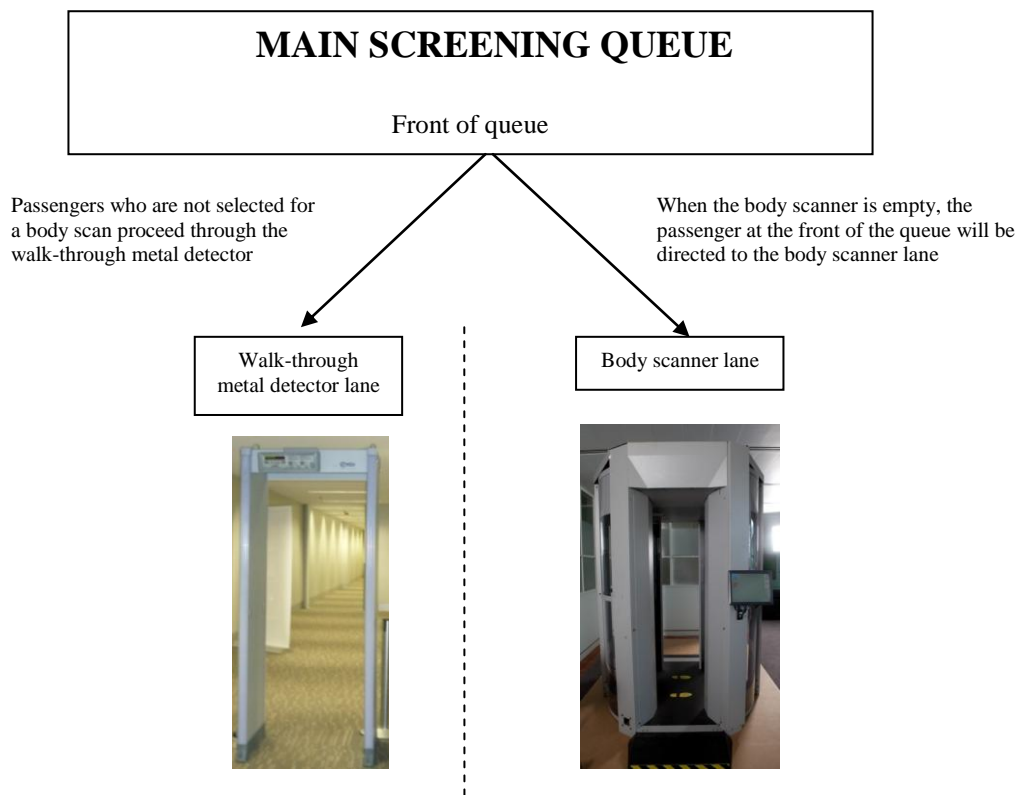 MAIN SCREENING QUEUE
Front of queue
Passengers who are not selected for
a body scan proceed through the
walk-through metal detector
When the body scanner is empty, the
passenger at the front of the queue will be
directed to the body scanner lane
Walk-through
metal detector lane
Body scanner lane